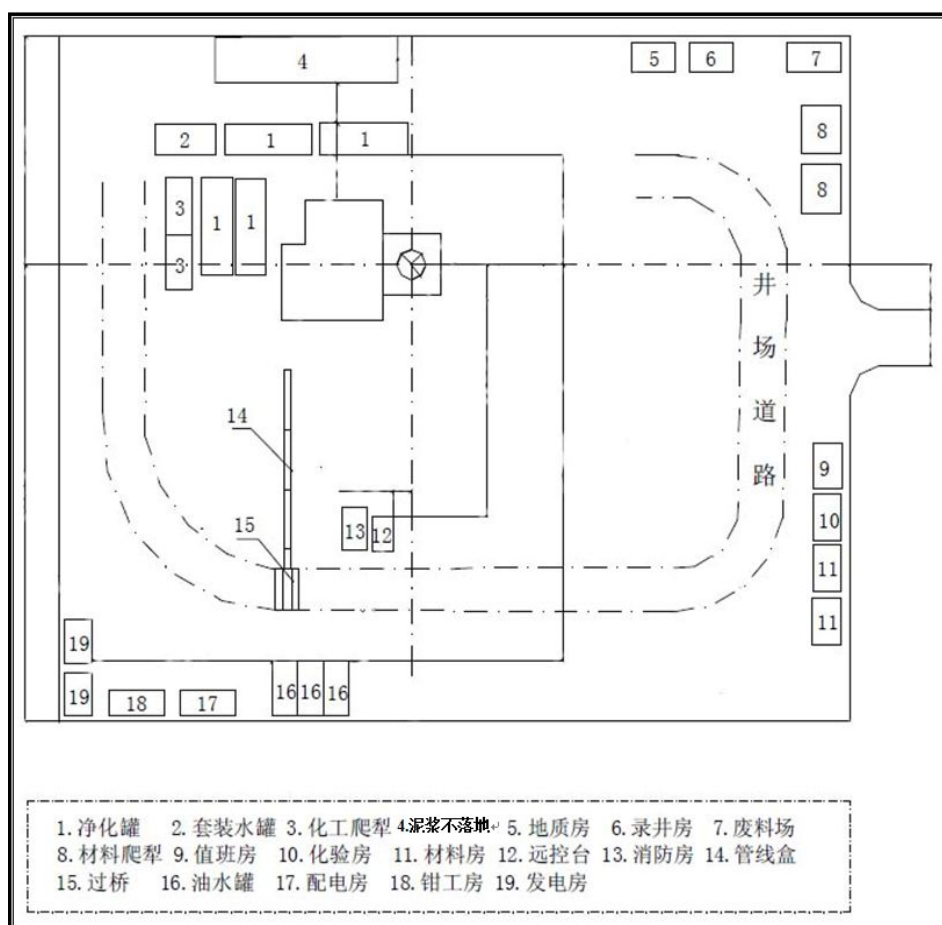 4
5 6 7
2 1 1
8
8
3 1 1
3
井
场
道
路
14
9
15 13 12
10
11
11
19
19 18 17 16 16 16
1.净化罐 2.套装水罐 3.化工爬犁 4.泥浆不落地 5.地质房 6.录井房 7.废料场
8.材料爬犁 9.值班房 10.化验房 11.材料房 12.远控台 13.消防房 14.管线盒
15.过桥 16.油水罐 17.配电房 18.钳工房 19.发电房